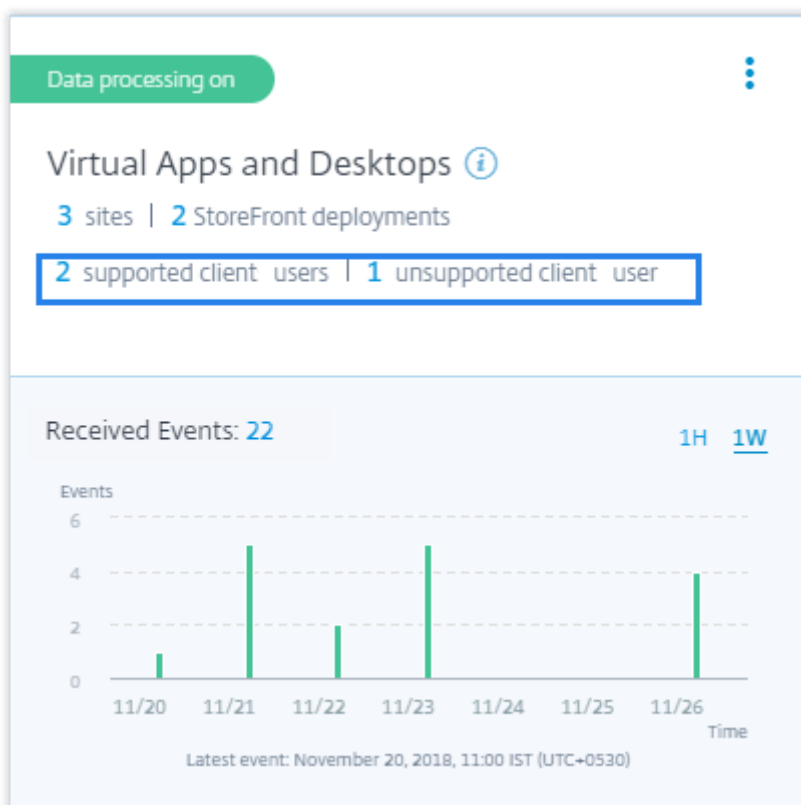 Data processing on
Virtual Apps and Desktops i
3 sites | 2 StoreFront deployments
2 supported client users | 1 unsupported client user
Received Events: 22
1H 1W
Events
6
4
2
0
11/20 11/21 11/22 11/23 11/24 11/25 11/26
Time
Latest event: November 20, 2018, 11:00 IST (UTC+0530)